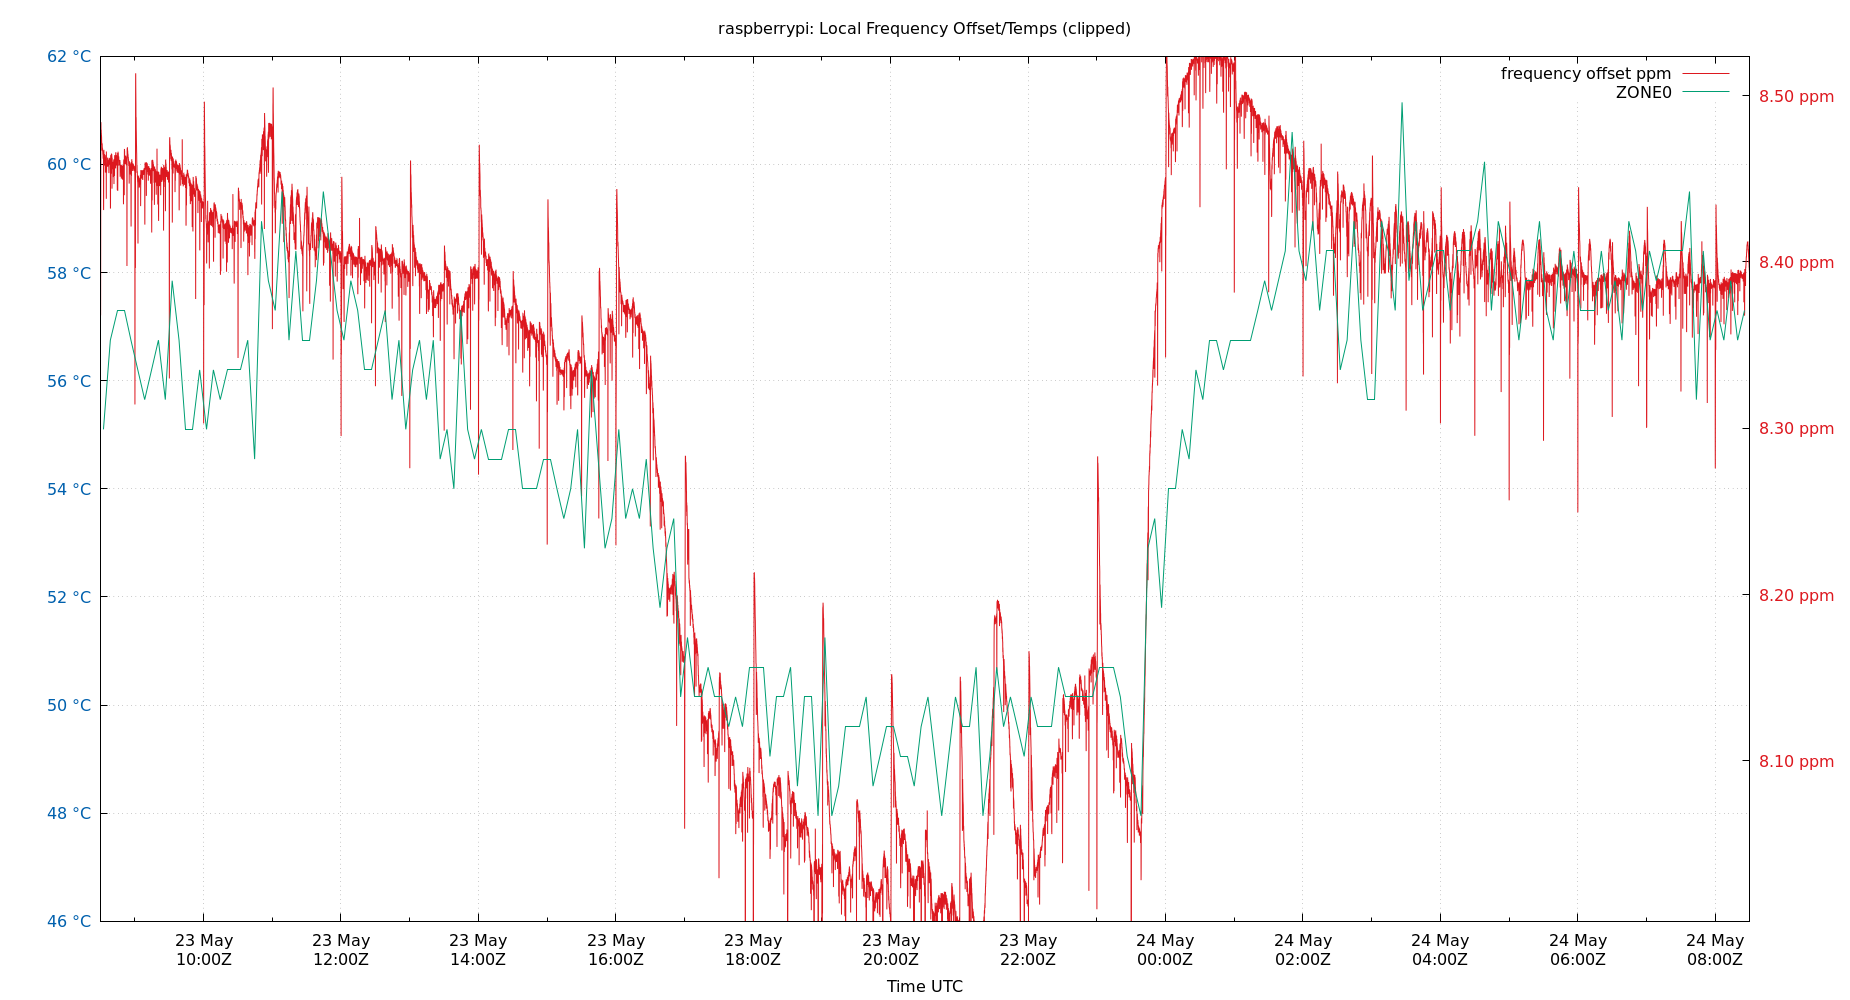 raspberrypi: Local Frequency Offset/Temps (clipped)
62 °C
60 °C
58 °C
56 °C
54 °C
52 °C
50 °C
48 °C
46 °C
frequency offset ppm
ZONE0
8.50 ppm
8.40 ppm
8.30 ppm
8.20 ppm
8.10 ppm
23 May 23 May 23 May 23 May 23 May 23 May 23 May 24 May 24 May 24 May 24 May 24 May
10:00Z 12:00Z 14:00Z 16:00Z 18:00Z 20:00Z 22:00Z 00:00Z 02:00Z 04:00Z 06:00Z 08:00Z
Time UTC